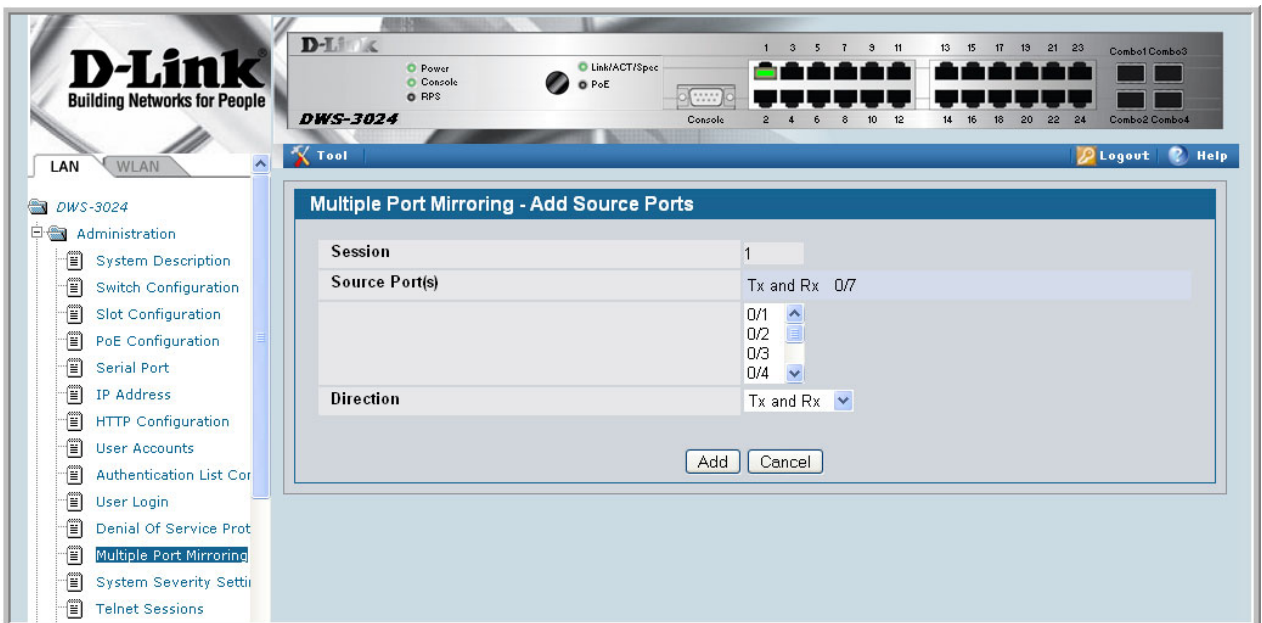 D-Link®
Building Networks for People
D-Link
Power
Console
RPS
Link/ACT/Spec
PoE
DWS-3024
Console
1 3 5 7 9 11 13 15 17 19 21 23
Combo1 Combo3
2 4 6 8 10 12 14 16 18 20 22 24
Combo2 Combo4
LAN
WLAN
Tool
Logout
Help
DWS-3024
Administration
System Description
Switch Configuration
Slot Configuration
PoE Configuration
Serial Port
IP Address
HTTP Configuration
User Accounts
Authentication List Cor
User Login
Denial Of Service Prot
Multiple Port Mirroring
System Severity Settin
Telnet Sessions
Multiple Port Mirroring - Add Source Ports
Session
1
Source Port(s)
Tx and Rx 0/7
0/1
0/2
0/3
0/4
Direction
Tx and Rx
Add
Cancel